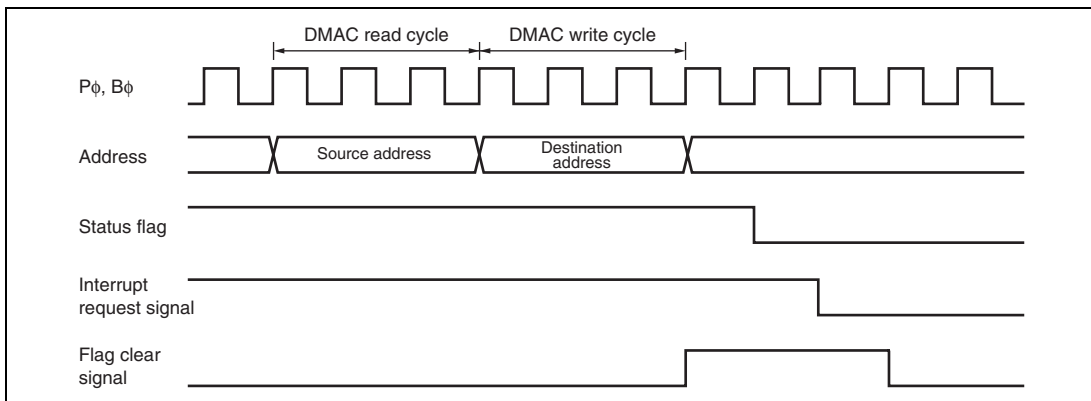 DMAC read cycle DMAC write cycle
Pϕ, Bϕ
Address
Source address
Destination
address
Status flag
Interrupt
request signal
Flag clear
signal